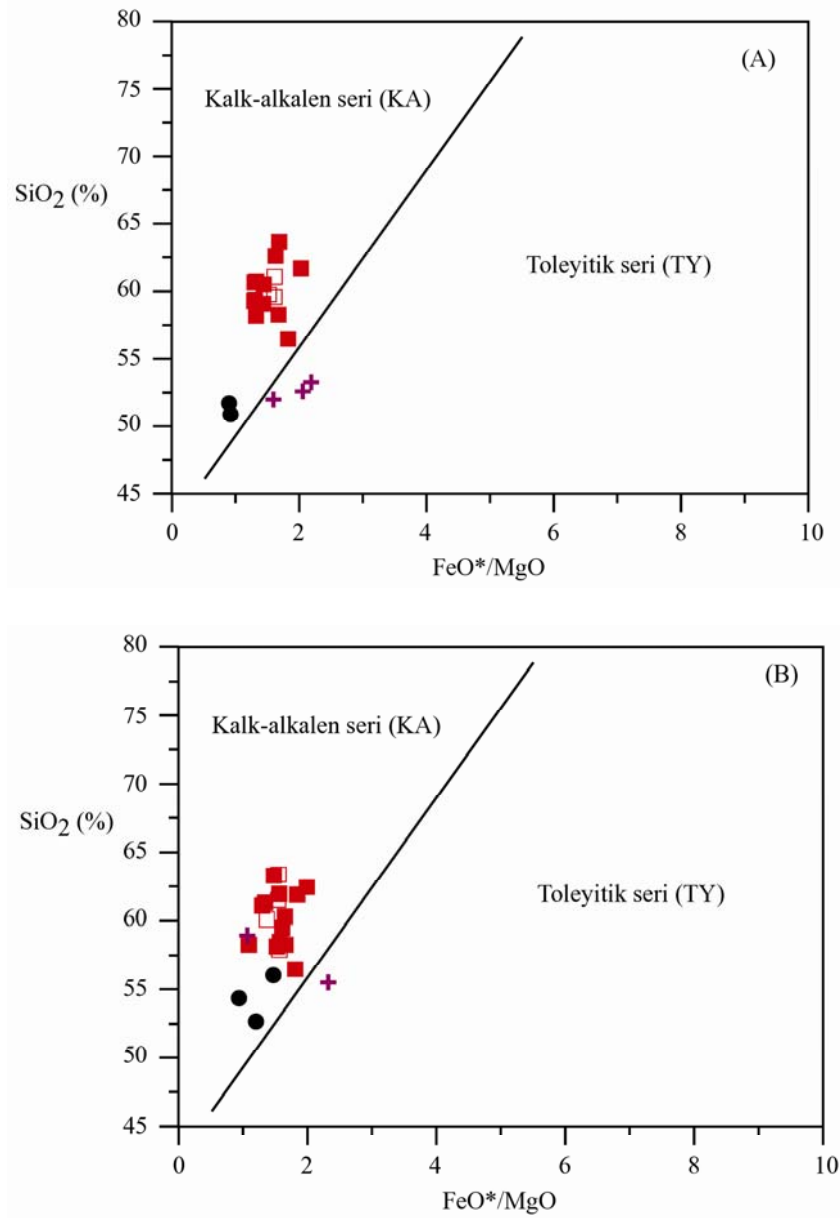 80
(A)
75
Kalk-alkalen seri (KA)
70
SiO2 (%)
65
Toleyitik seri (TY)
60
55
50
45
0 2 4 6 8 10
FeO*/MgO
80
(B)
75
Kalk-alkalen seri (KA)
70
SiO2 (%)
65
Toleyitik seri (TY)
60
55
50
45
0 2 4 6 8 10
FeO*/MgO